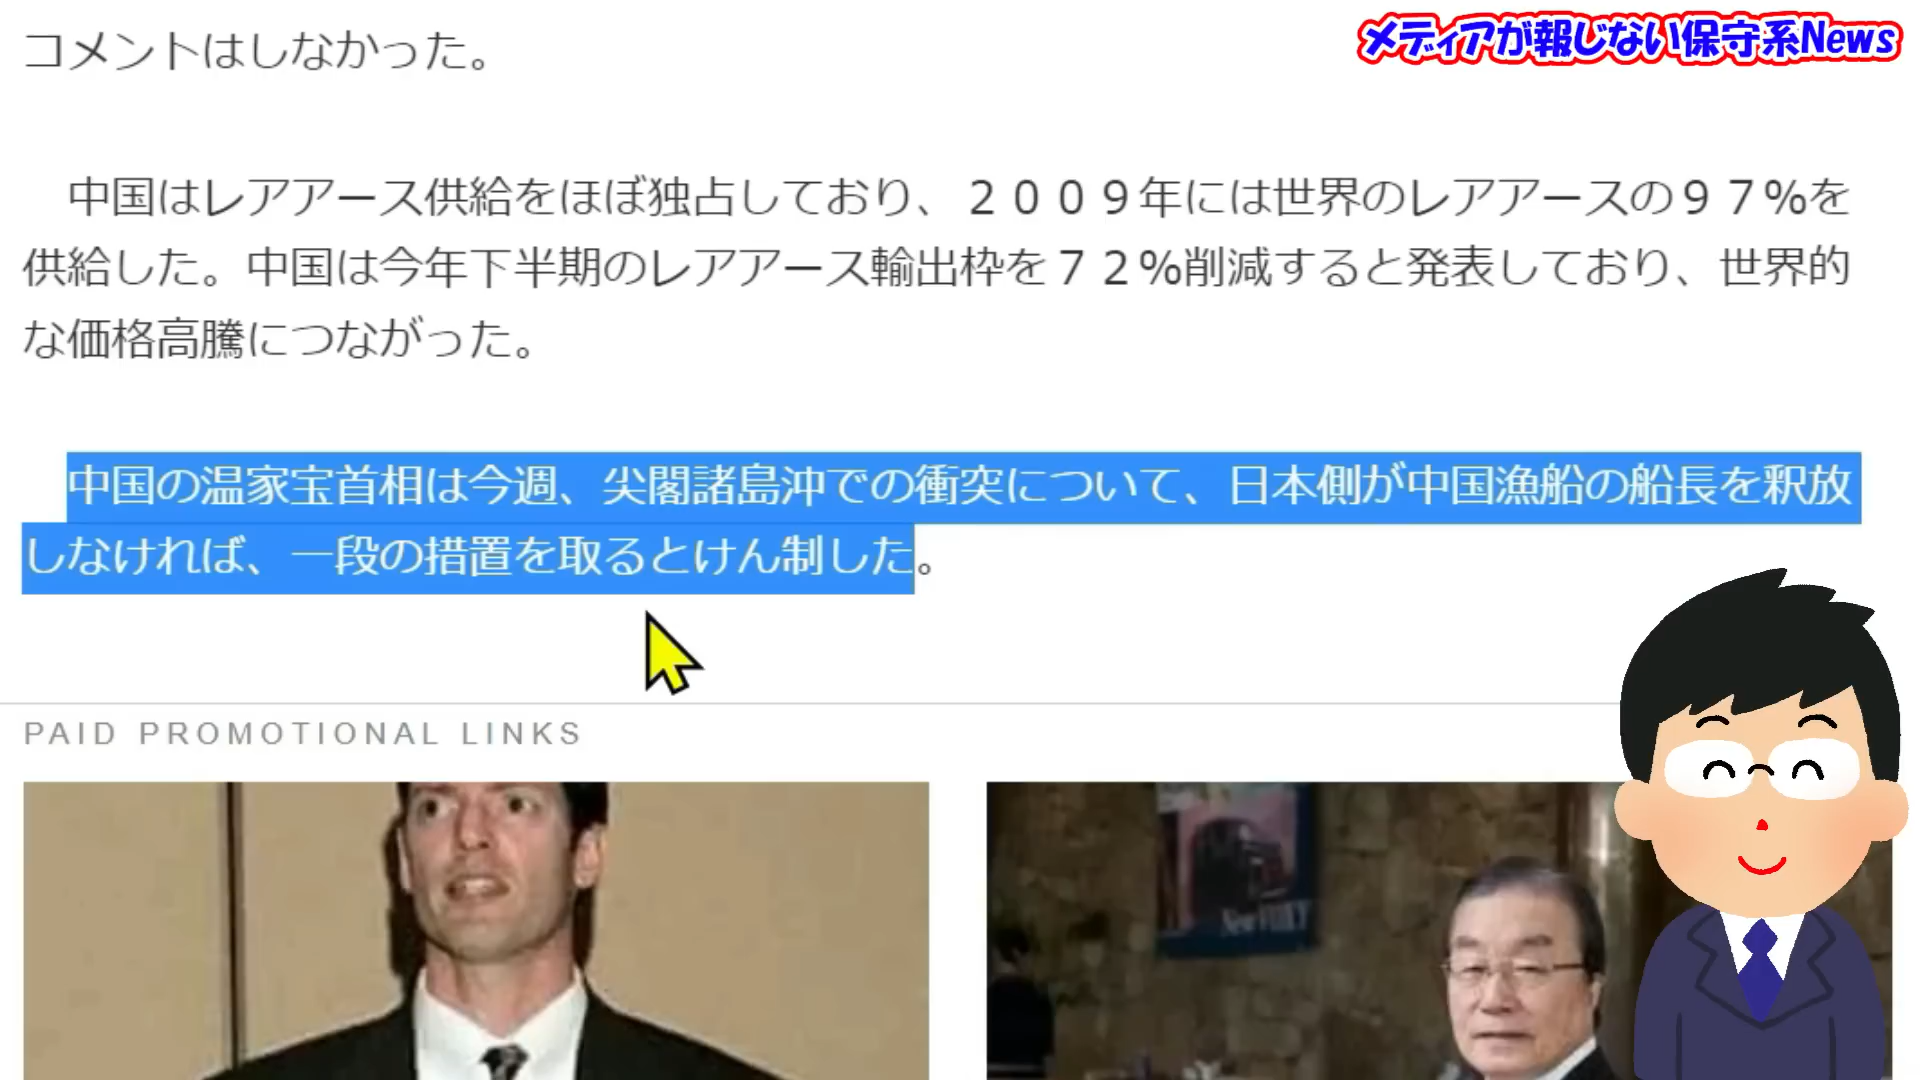 メディアが報じない保守系News
コメントはしなかった。
中国はレアアース供給をほぼ独占しており、２００９年には世界のレアアースの９７%を
供給した。中国は今年下半期のレアアース輸出枠を７２%削減すると発表しており、世界的
な価格高騰につながった。
中国の温家宝首相は今週、尖閣諸島沖での衝突について、日本側が中国漁船の船長を釈放
しなければ、一段の措置を取るとけん制した。
PAID PROMOTIONAL LINKS